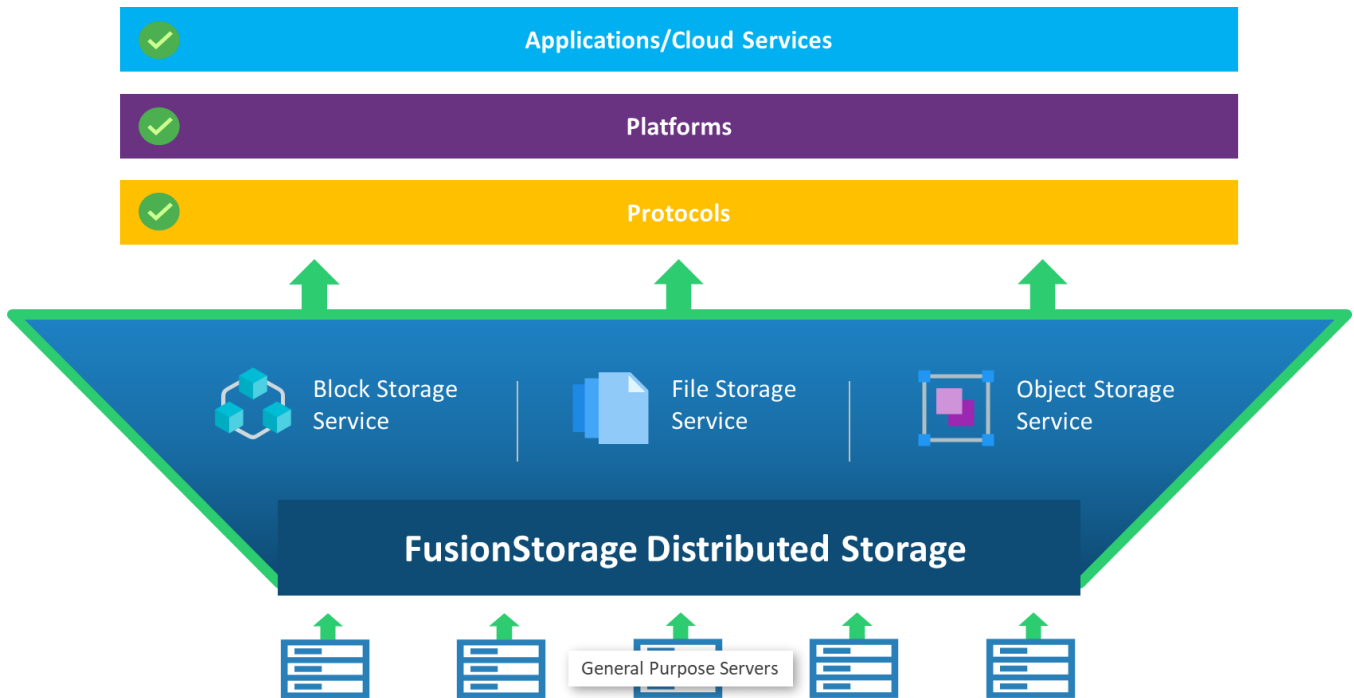 Applications/Cloud Services
Platforms
Protocols
Block Storage
Service
File Storage
Service
Object Storage
Service
FusionStorage Distributed Storage
General Purpose Servers